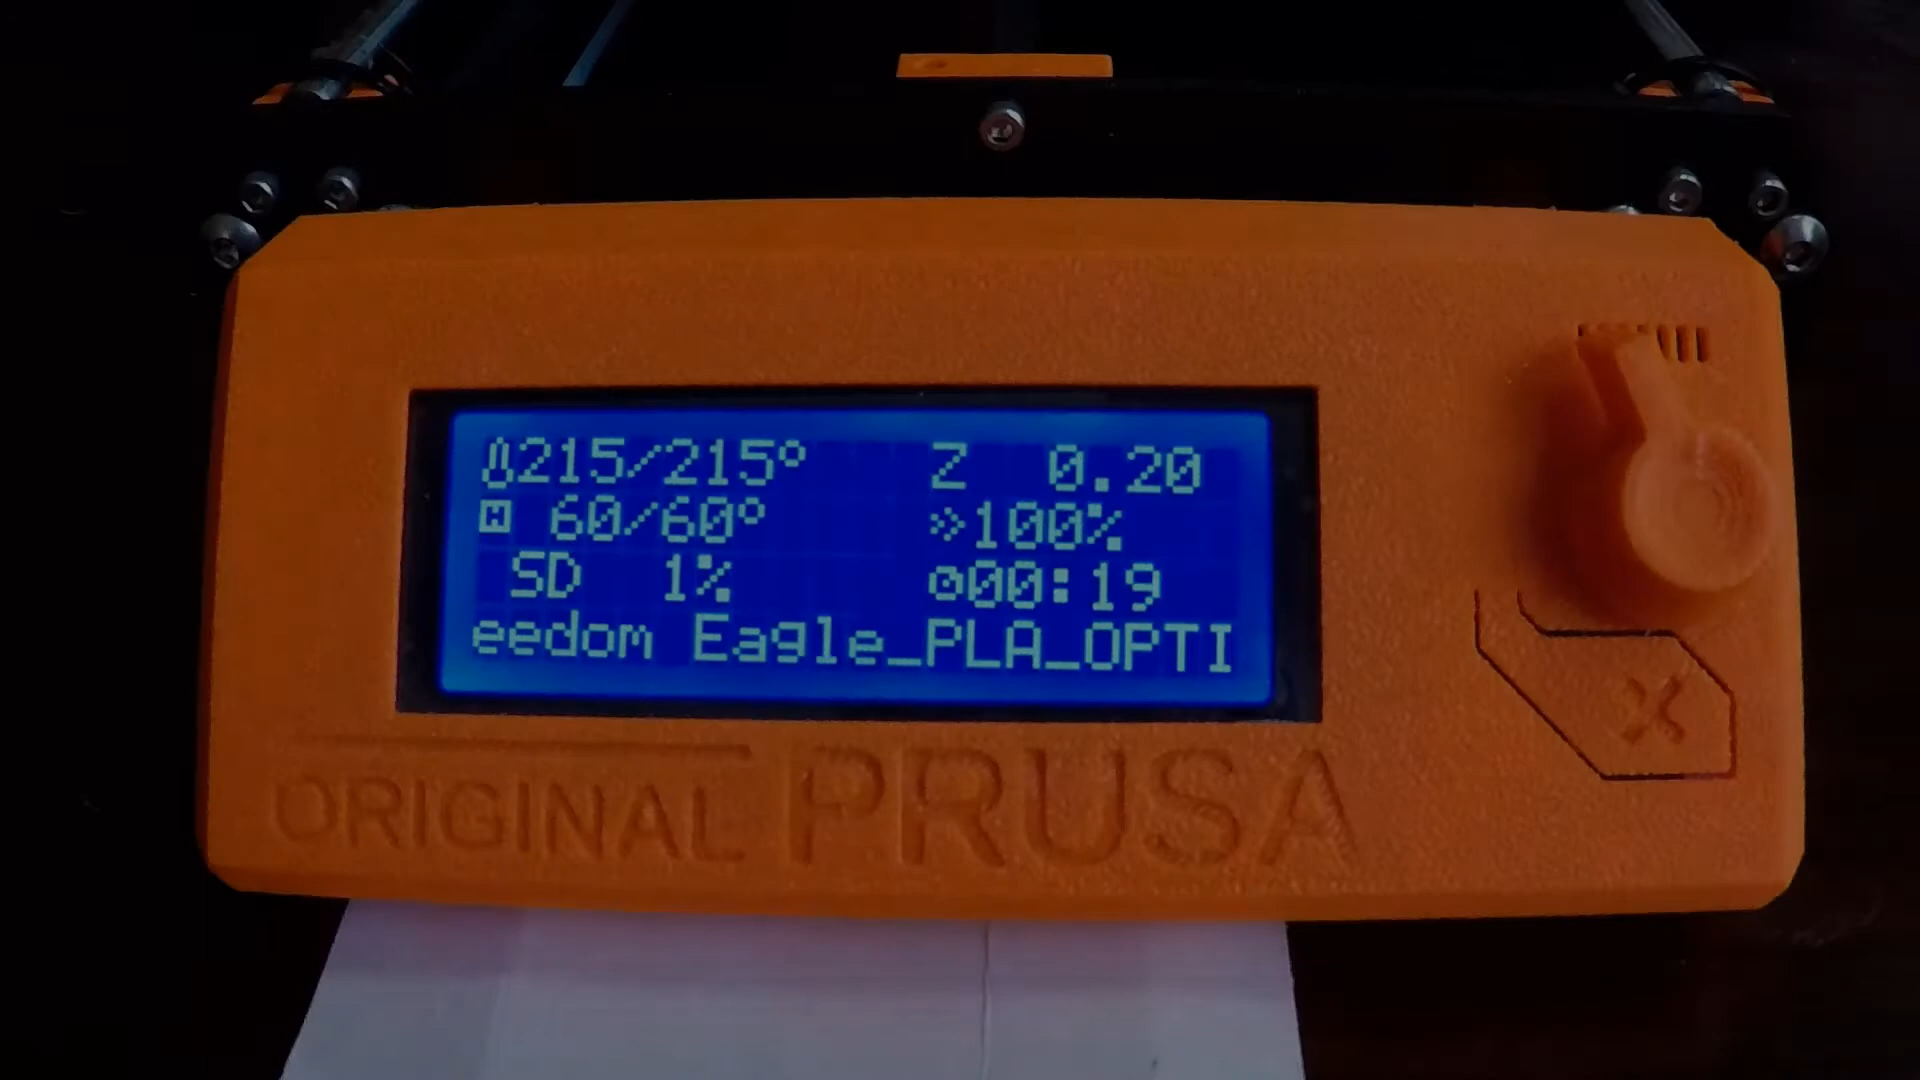 215/215° Z 0.20
60/60° 100%
SD 1% 00:19
eedom Eagle_PLA_OPTI
ORIGINAL PRUSA
X